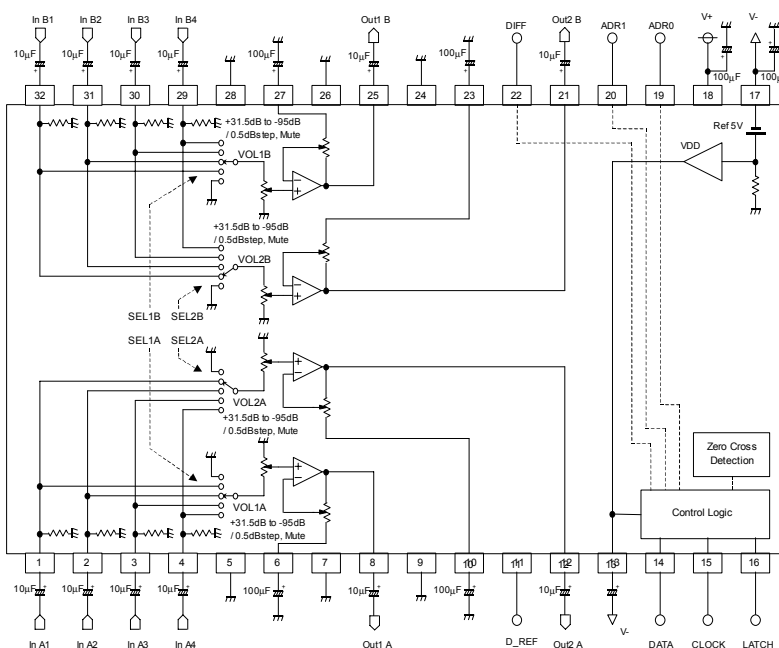 In B1 In B2 In B3 In B4 Out1 B DIFF Out2 B ADR1 ADR0 V+ V-
10µF 10µF 10µF 10µF 100µF 10µF 100µF 10µF 100µF 100µF
32 31 30 29 28 27 26 25 24 23 22 21 20 19 18 17
+31.5dB to -95dB
/ 0.5dBstep, Mute
VOL1B
Ref 5V
VDD
+31.5dB to -95dB
/ 0.5dBstep, Mute
VOL2B
SEL1B SEL2B
SEL1A SEL2A
VOL2A
+31.5dB to -95dB
/ 0.5dBstep, Mute
Zero Cross
Detection
VOL1A
+31.5dB to -95dB
/ 0.5dBstep, Mute
Control Logic
1 2 3 4 5 6 7 8 9 10 11 12 13 14 15 16
10µF 10µF 10µF 10µF 100µF 10µF 100µF 10µF 100µF
In A1 In A2 In A3 In A4 Out1 A D_REF Out2 A V- DATA CLOCK LATCH